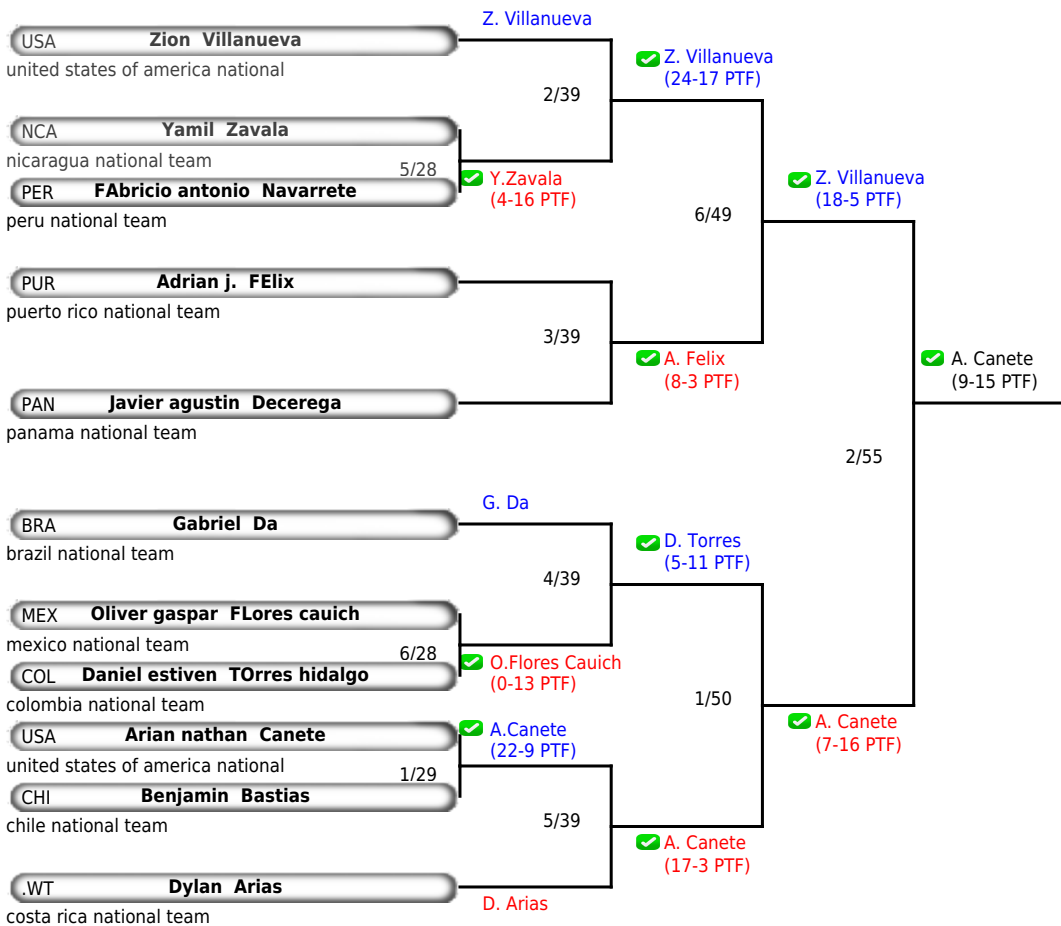 Z. Villanueva
USA Zion Villanueva
united states of america national
Z. Villanueva
(24-17 PTF)
2/39
NCA Yamil Zavala
nicaragua national team
5/28
Y.Zavala
(4-16 PTF)
PER FAbricio antonio Navarrete
peru national team
Z. Villanueva
(18-5 PTF)
6/49
PUR Adrian j. FElix
puerto rico national team
3/39
A. Felix
(8-3 PTF)
A. Canete
(9-15 PTF)
PAN Javier agustin Decerega
panama national team
2/55
G. Da
BRA Gabriel Da
brazil national team
D. Torres
(5-11 PTF)
4/39
MEX Oliver gaspar FLores cauich
mexico national team
6/28
O.Flores Cauich
(0-13 PTF)
COL Daniel estiven TOrres hidalgo
colombia national team
1/50
A. Canete
(7-16 PTF)
USA Arian nathan Canete
united states of america national
A.Canete
(22-9 PTF)
1/29
CHI Benjamin Bastias
chile national team
5/39
A. Canete
(17-3 PTF)
.WT Dylan Arias
costa rica national team
D. Arias